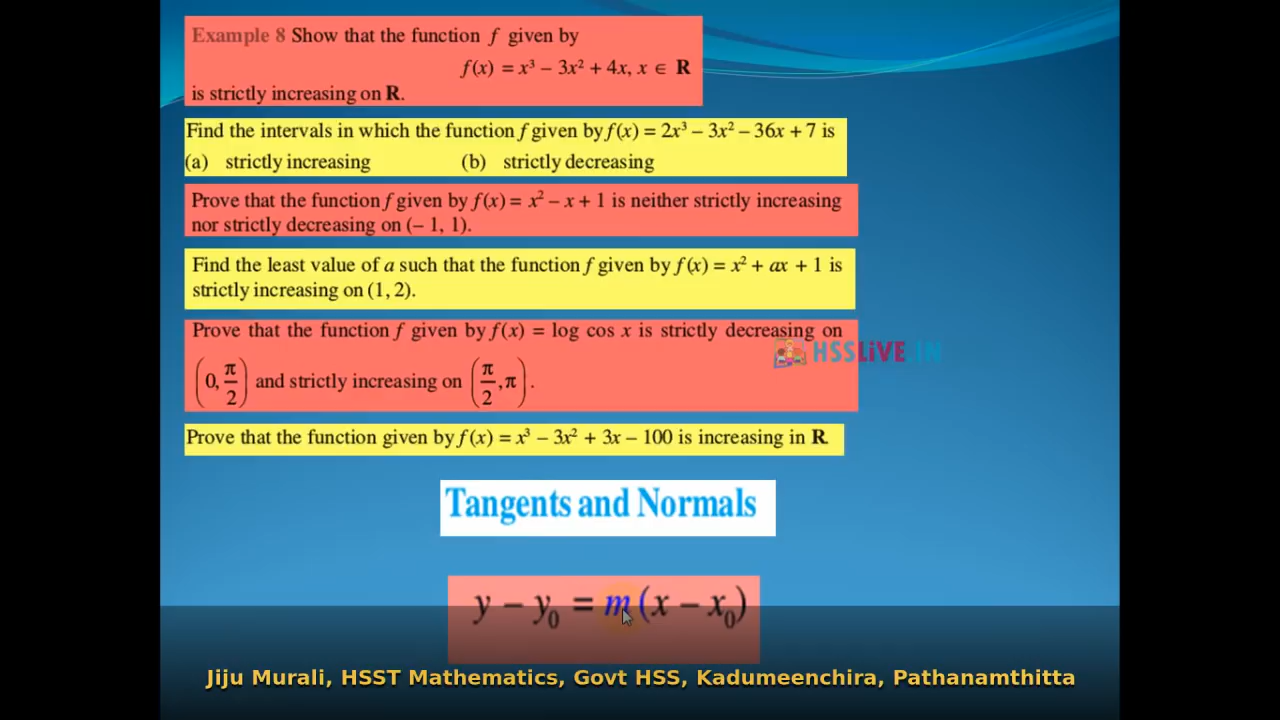 Example 8 Show that the function f given by
f(x) = x³ – 3x² + 4x, x ∈ R
is strictly increasing on R.
Find the intervals in which the function f given by f(x) = 2x³ – 3x² – 36x + 7 is
(a) strictly increasing (b) strictly decreasing
Prove that the function f given by f(x) = x² – x + 1 is neither strictly increasing
nor strictly decreasing on (– 1, 1).
Find the least value of a such that the function f given by f(x) = x² + ax + 1 is
strictly increasing on (1, 2).
Prove that the function f given by f(x) = log cos x is strictly decreasing on
HSSLiVE.IN
(0, π/2) and strictly increasing on (π/2, π).
Prove that the function given by f(x) = x³ – 3x² + 3x – 100 is increasing in R
Tangents and Normals
y – y₀ = m(x – x₀)
Jiju Murali, HSST Mathematics, Govt HSS, Kadumeenchira, Pathanamthitta